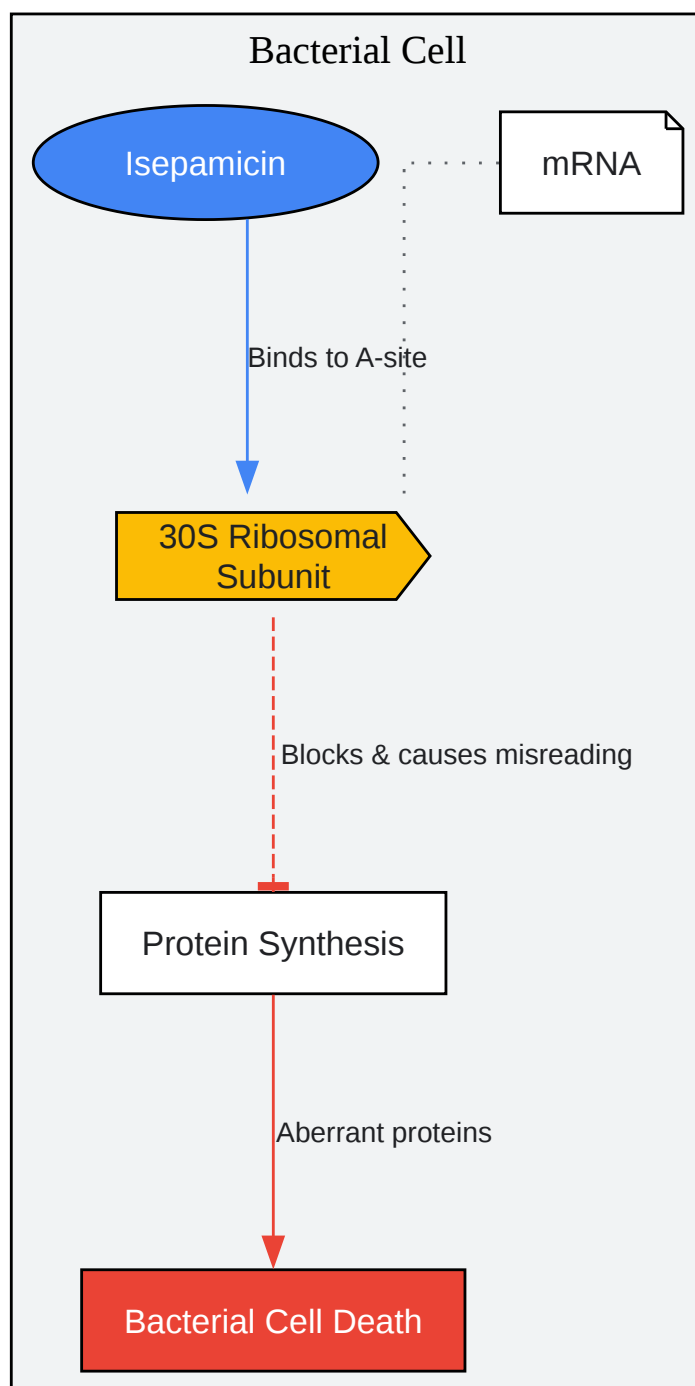 Bacterial Cell
Isepamicin
mRNA
Binds to A-site
30S Ribosomal
Subunit
Blocks & causes misreading
Protein Synthesis
Aberrant proteins
Bacterial Cell Death